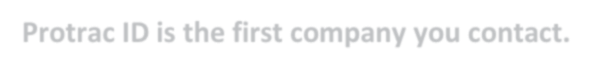 Protrac ID is the first company you contact.